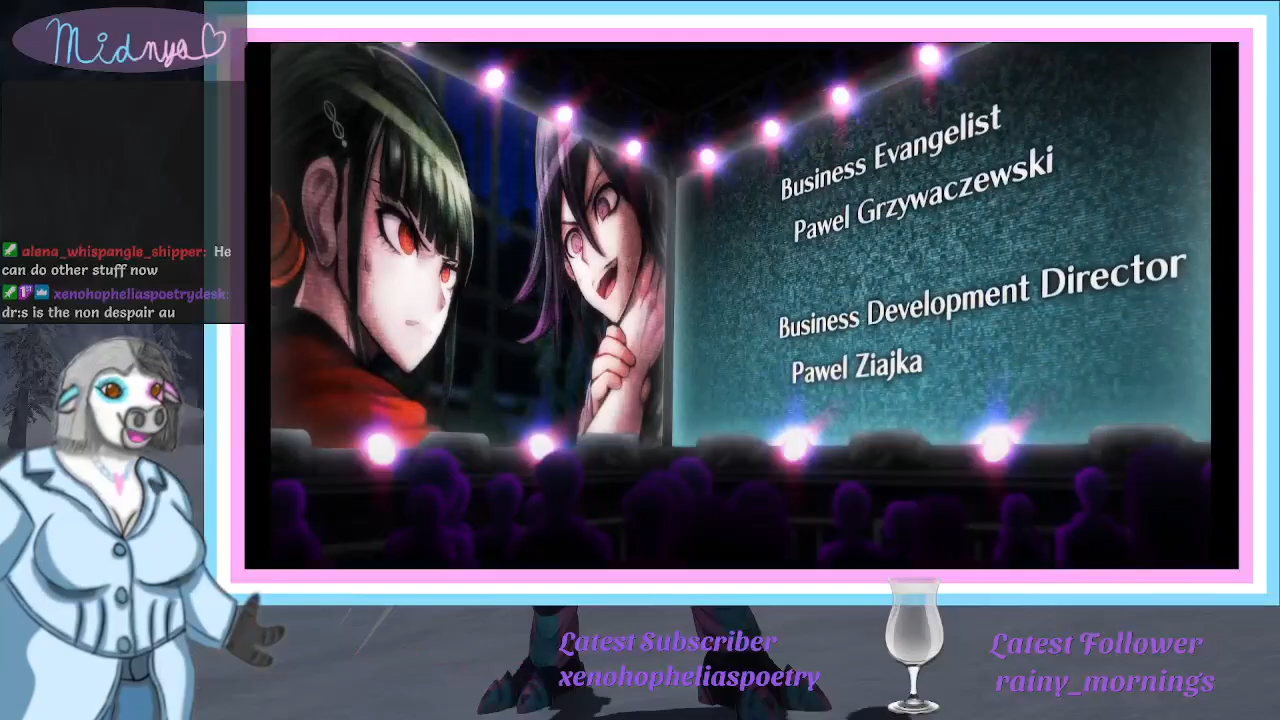 Midnya
alena_whispangle_shipper: He
can do other stuff now
xenohopheliaspoetrydesk:
dr:s is the non despair au
Business Evangelist
Pawel Grzywaczewski
Business Development Director
Pawel Ziajka
Latest Subscriber
xenohopheliaspoetry
Latest Follower
rainy_mornings